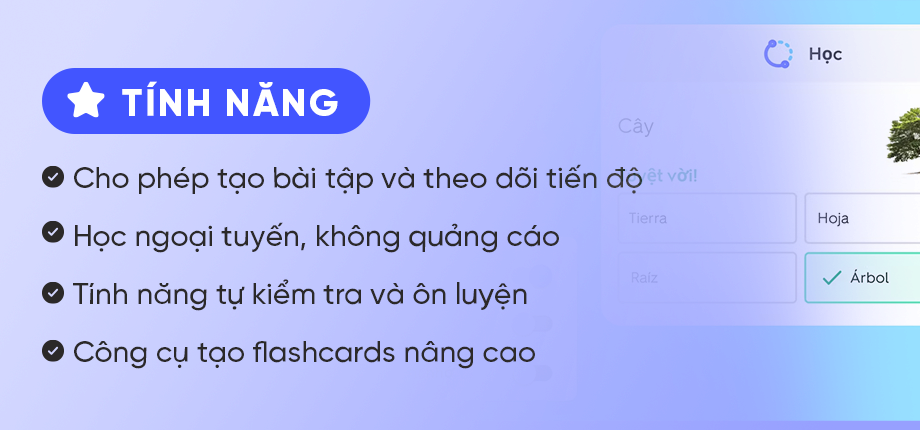 TÍNH NĂNG
Cho phép tạo bài tập và theo dõi tiến độ
Học ngoại tuyến, không quảng cáo
Tính năng tự kiểm tra và ôn luyện
Công cụ tạo flashcards nâng cao
Học
Cây
vời!
Tierra
Hoja
Raíz
Árbol